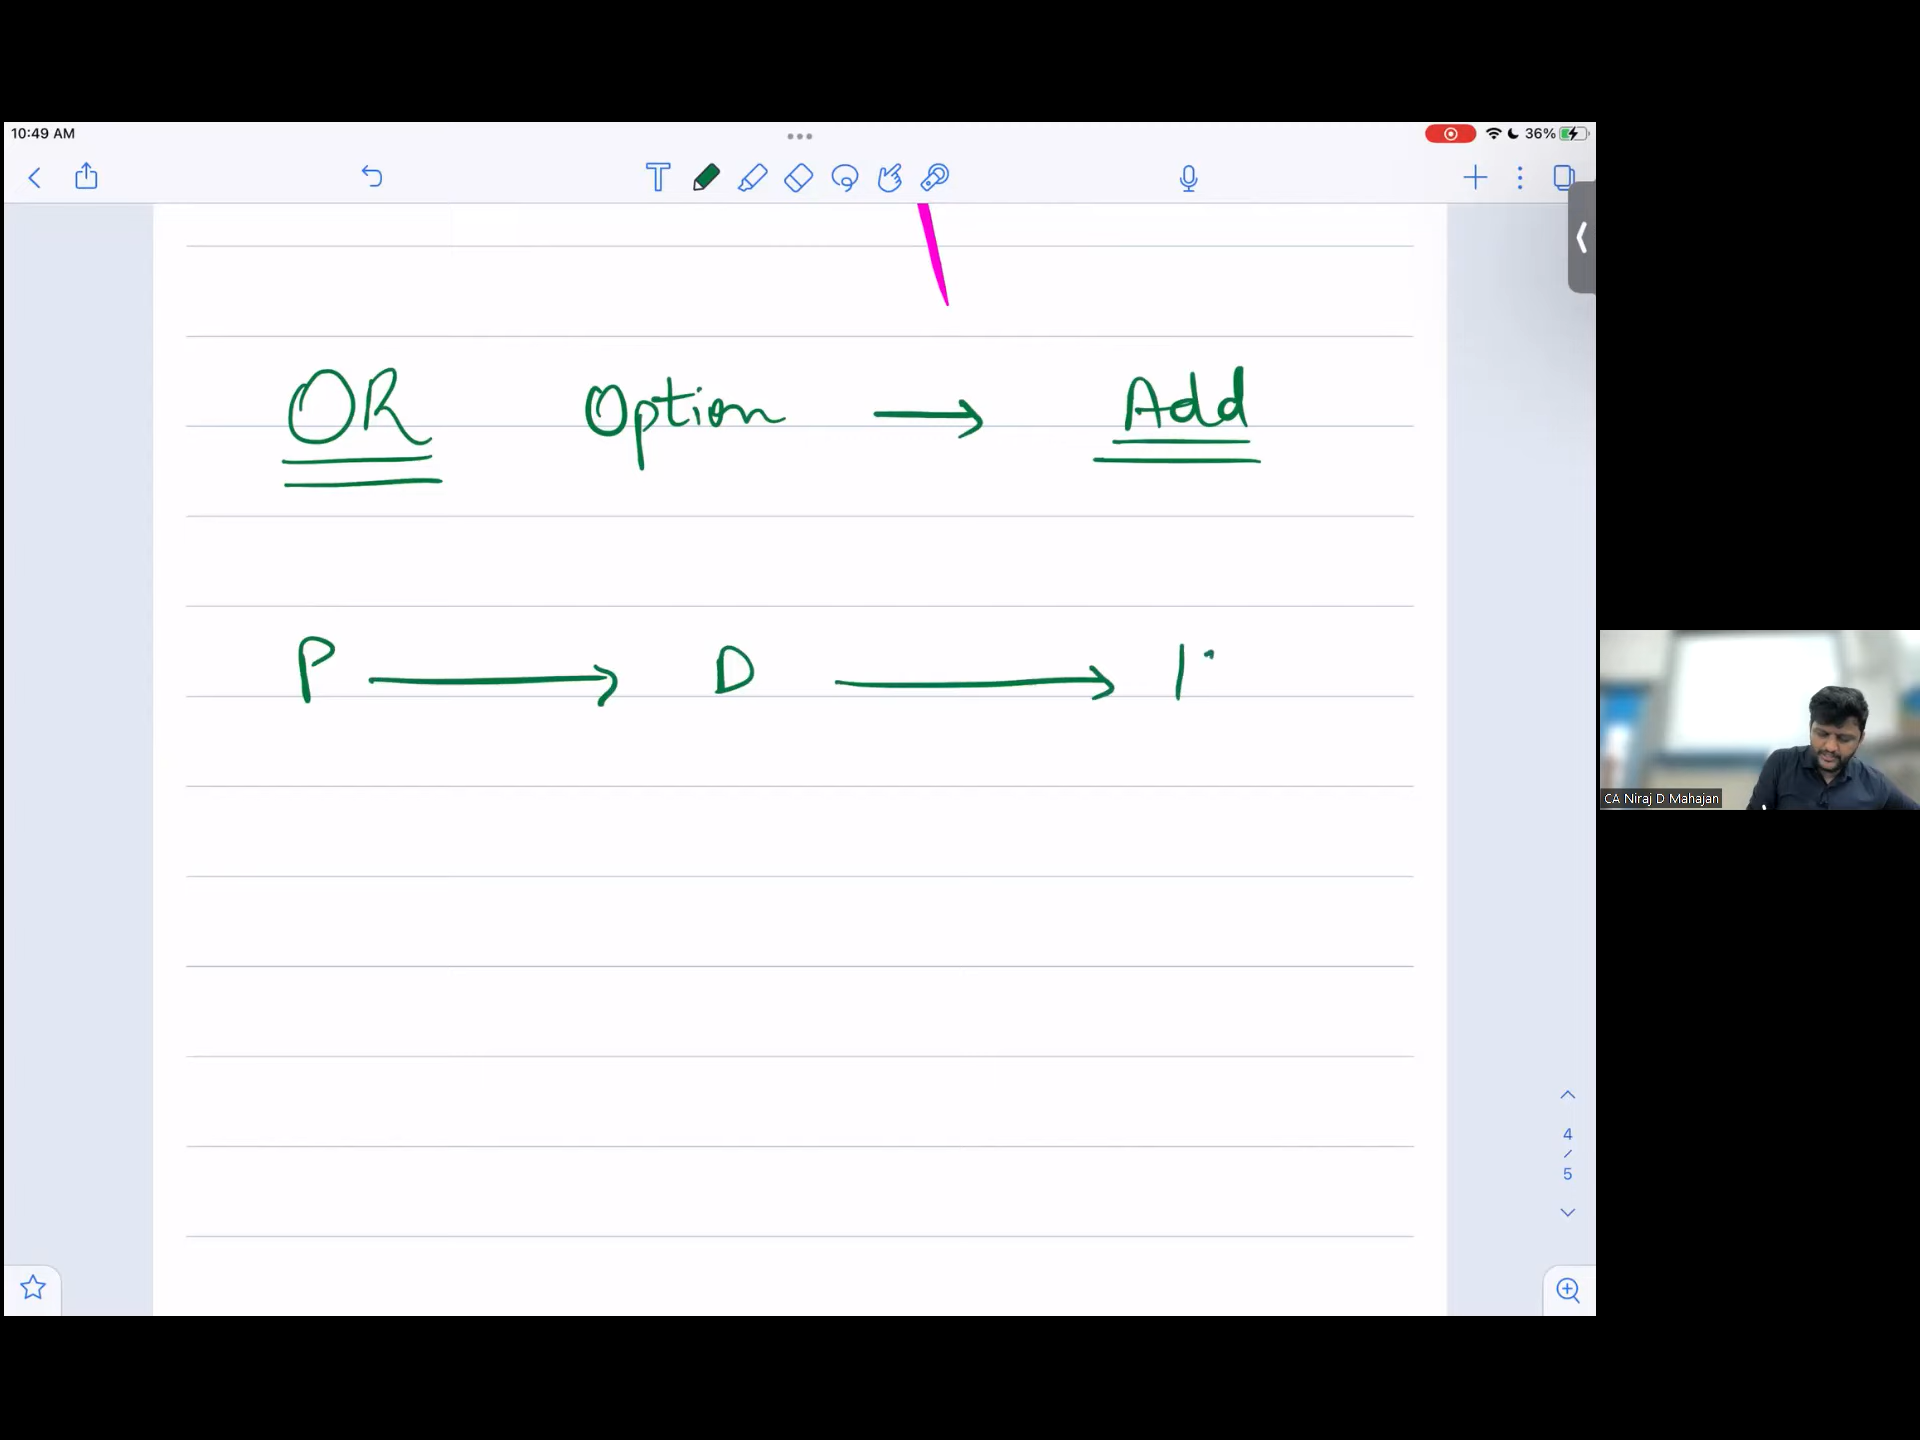 10:49 AM
36%
OR Option → Add
P → D →
4
/
5
CA Niraj D Mahajan